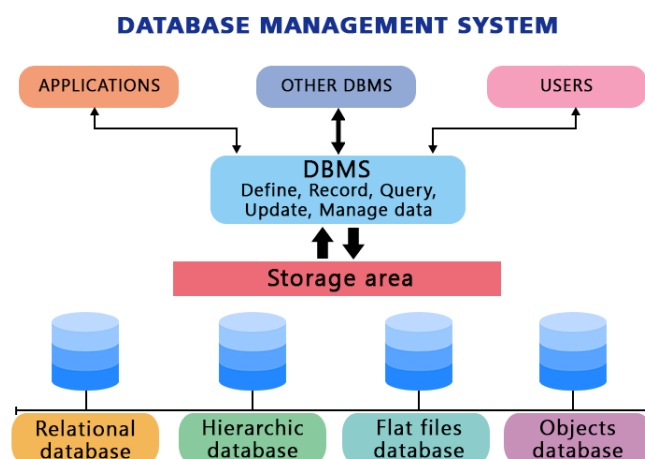 DATABASE MANAGEMENT SYSTEM
APPLICATIONS
OTHER DBMS
USERS
DBMS
Define, Record, Query,
Update, Manage data
Storage area
Relational
database
Hierarchic
database
Flat files
database
Objects
database